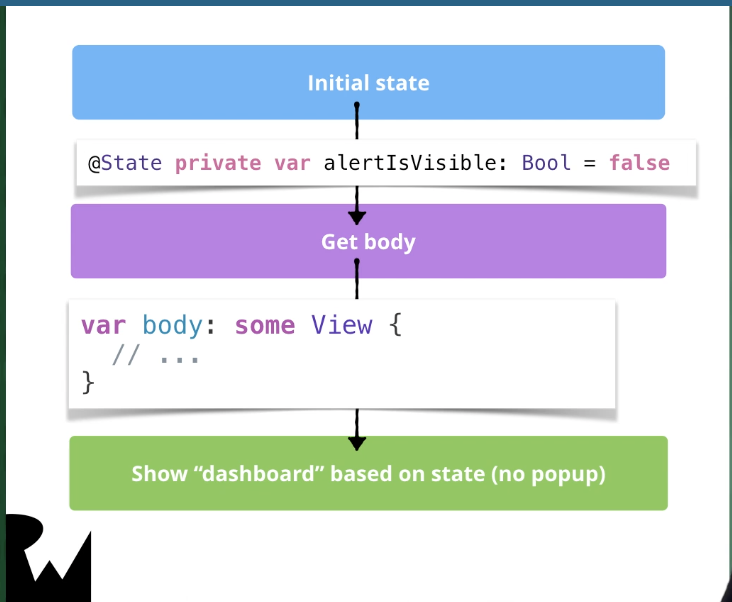 Initial state
@State private var alertIsVisible: Bool = false
Get body
var body: some View {
// ...
}
Show “dashboard” based on state (no popup)